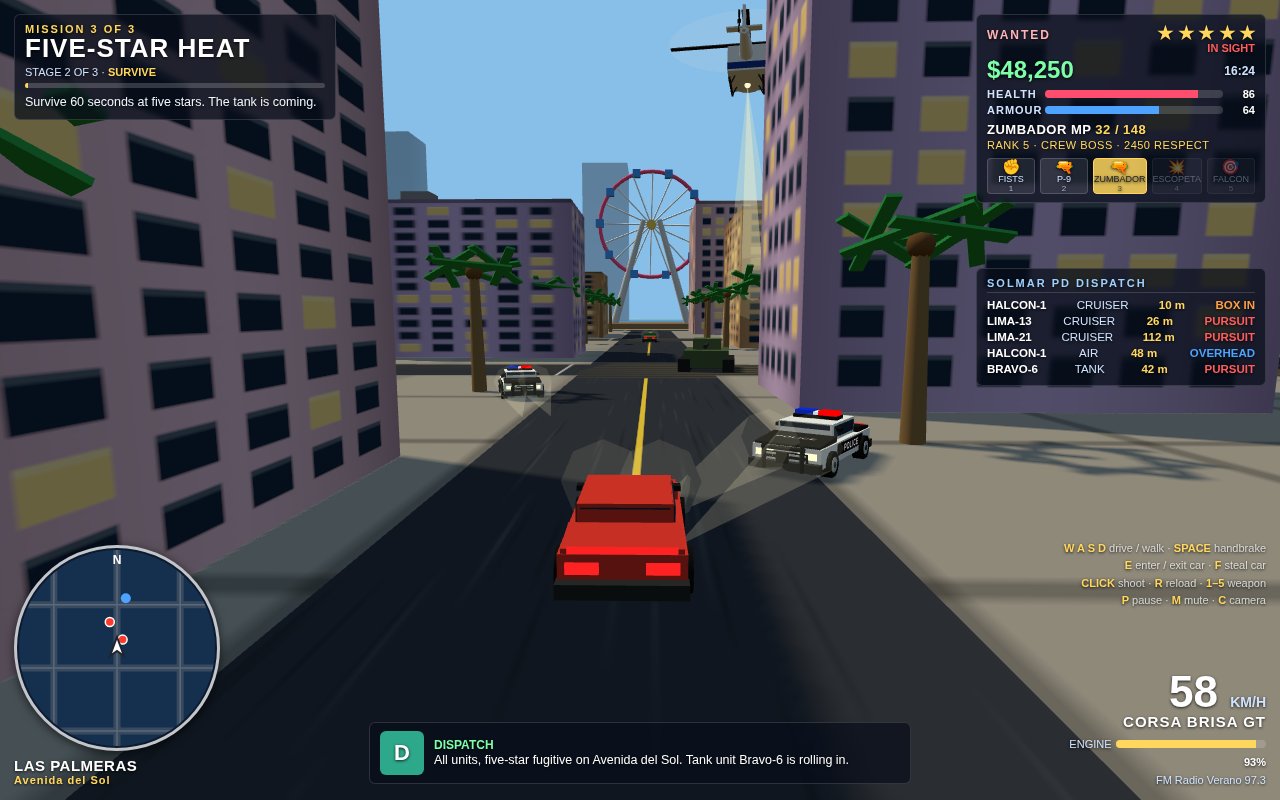 MISSION 3 OF 3
FIVE-STAR HEAT
STAGE 2 OF 3 · SURVIVE
Survive 60 seconds at five stars. The tank is coming.
WANTED ★★★★★
IN SIGHT
$48,250 16:24
HEALTH 86
ARMOUR 64
ZUMBADOR MP 32 / 148
RANK 5 · CREW BOSS · 2450 RESPECT
FISTS P-9 ZUMBADOR ESCOPETA FALCON
1 2 3 4 5
SOLMAR PD DISPATCH
HALCON-1 CRUISER 10 m BOX IN
LIMA-13 CRUISER 26 m PURSUIT
LIMA-21 CRUISER 112 m PURSUIT
HALCON-1 AIR 48 m OVERHEAD
BRAVO-6 TANK 42 m PURSUIT
POLICE
W A S D drive / walk · SPACE handbrake
E enter / exit car · F steal car
CLICK shoot · R reload · 1–5 weapon
P pause · M mute · C camera
N
LAS PALMERAS
Avenida del Sol
D
DISPATCH
All units, five-star fugitive on Avenida del Sol. Tank unit Bravo-6 is rolling in.
58 KM/H
CORSA BRISA GT
ENGINE
93%
FM Radio Verano 97.3